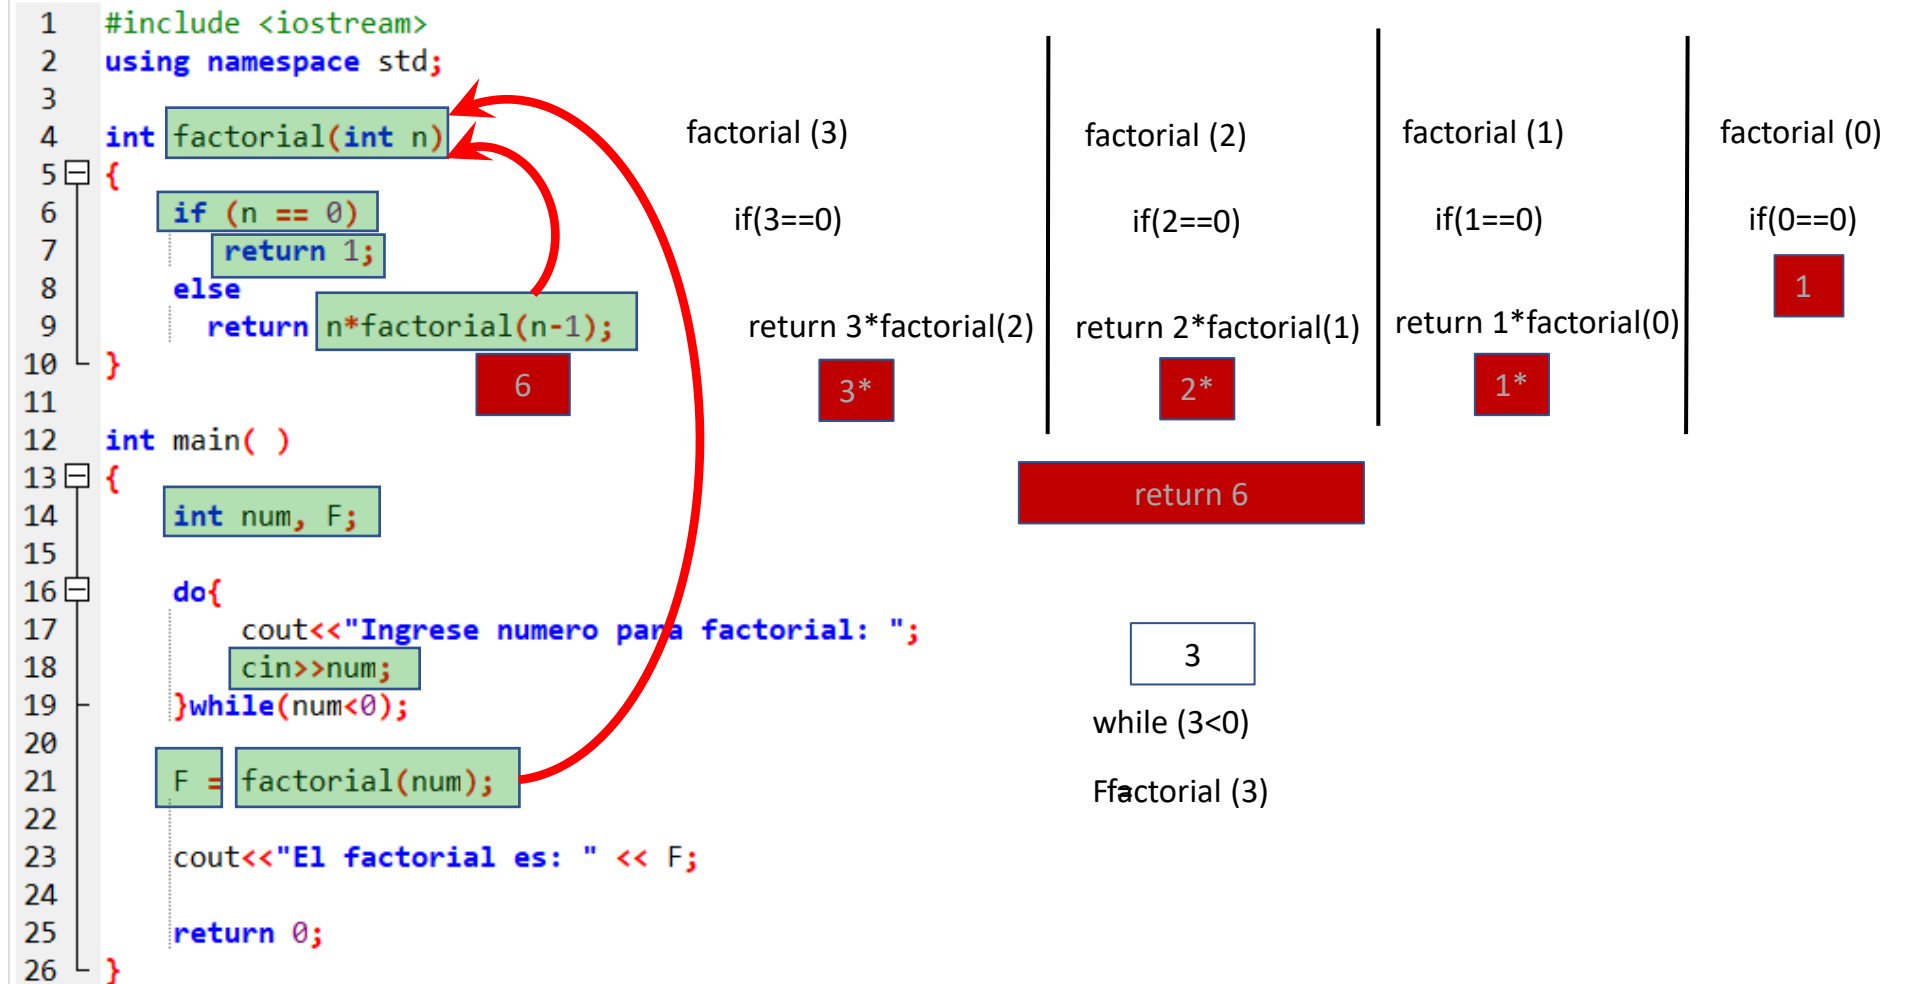 1 #include <iostream>
2 using namespace std;
3
4 int factorial(int n)
5 {
6 if (n == 0)
7 return 1;
8 else
9 return n*factorial(n-1);
10 }
6
11
12 int main( )
13 {
14 int num, F;
15
16 do{
17 cout<<"Ingrese numero para factorial: ";
18 cin>>num;
19 }while(num<0);
20
21 F = factorial(num);
22
23 cout<<"El factorial es: " << F;
24
25 return 0;
26 }
factorial (3)
if(3==0)
return 3*factorial(2)
3*
factorial (2)
if(2==0)
return 2*factorial(1)
2*
factorial (1)
if(1==0)
return 1*factorial(0)
1*
factorial (0)
if(0==0)
1
return 6
3
while (3<0)
F= factorial (3)